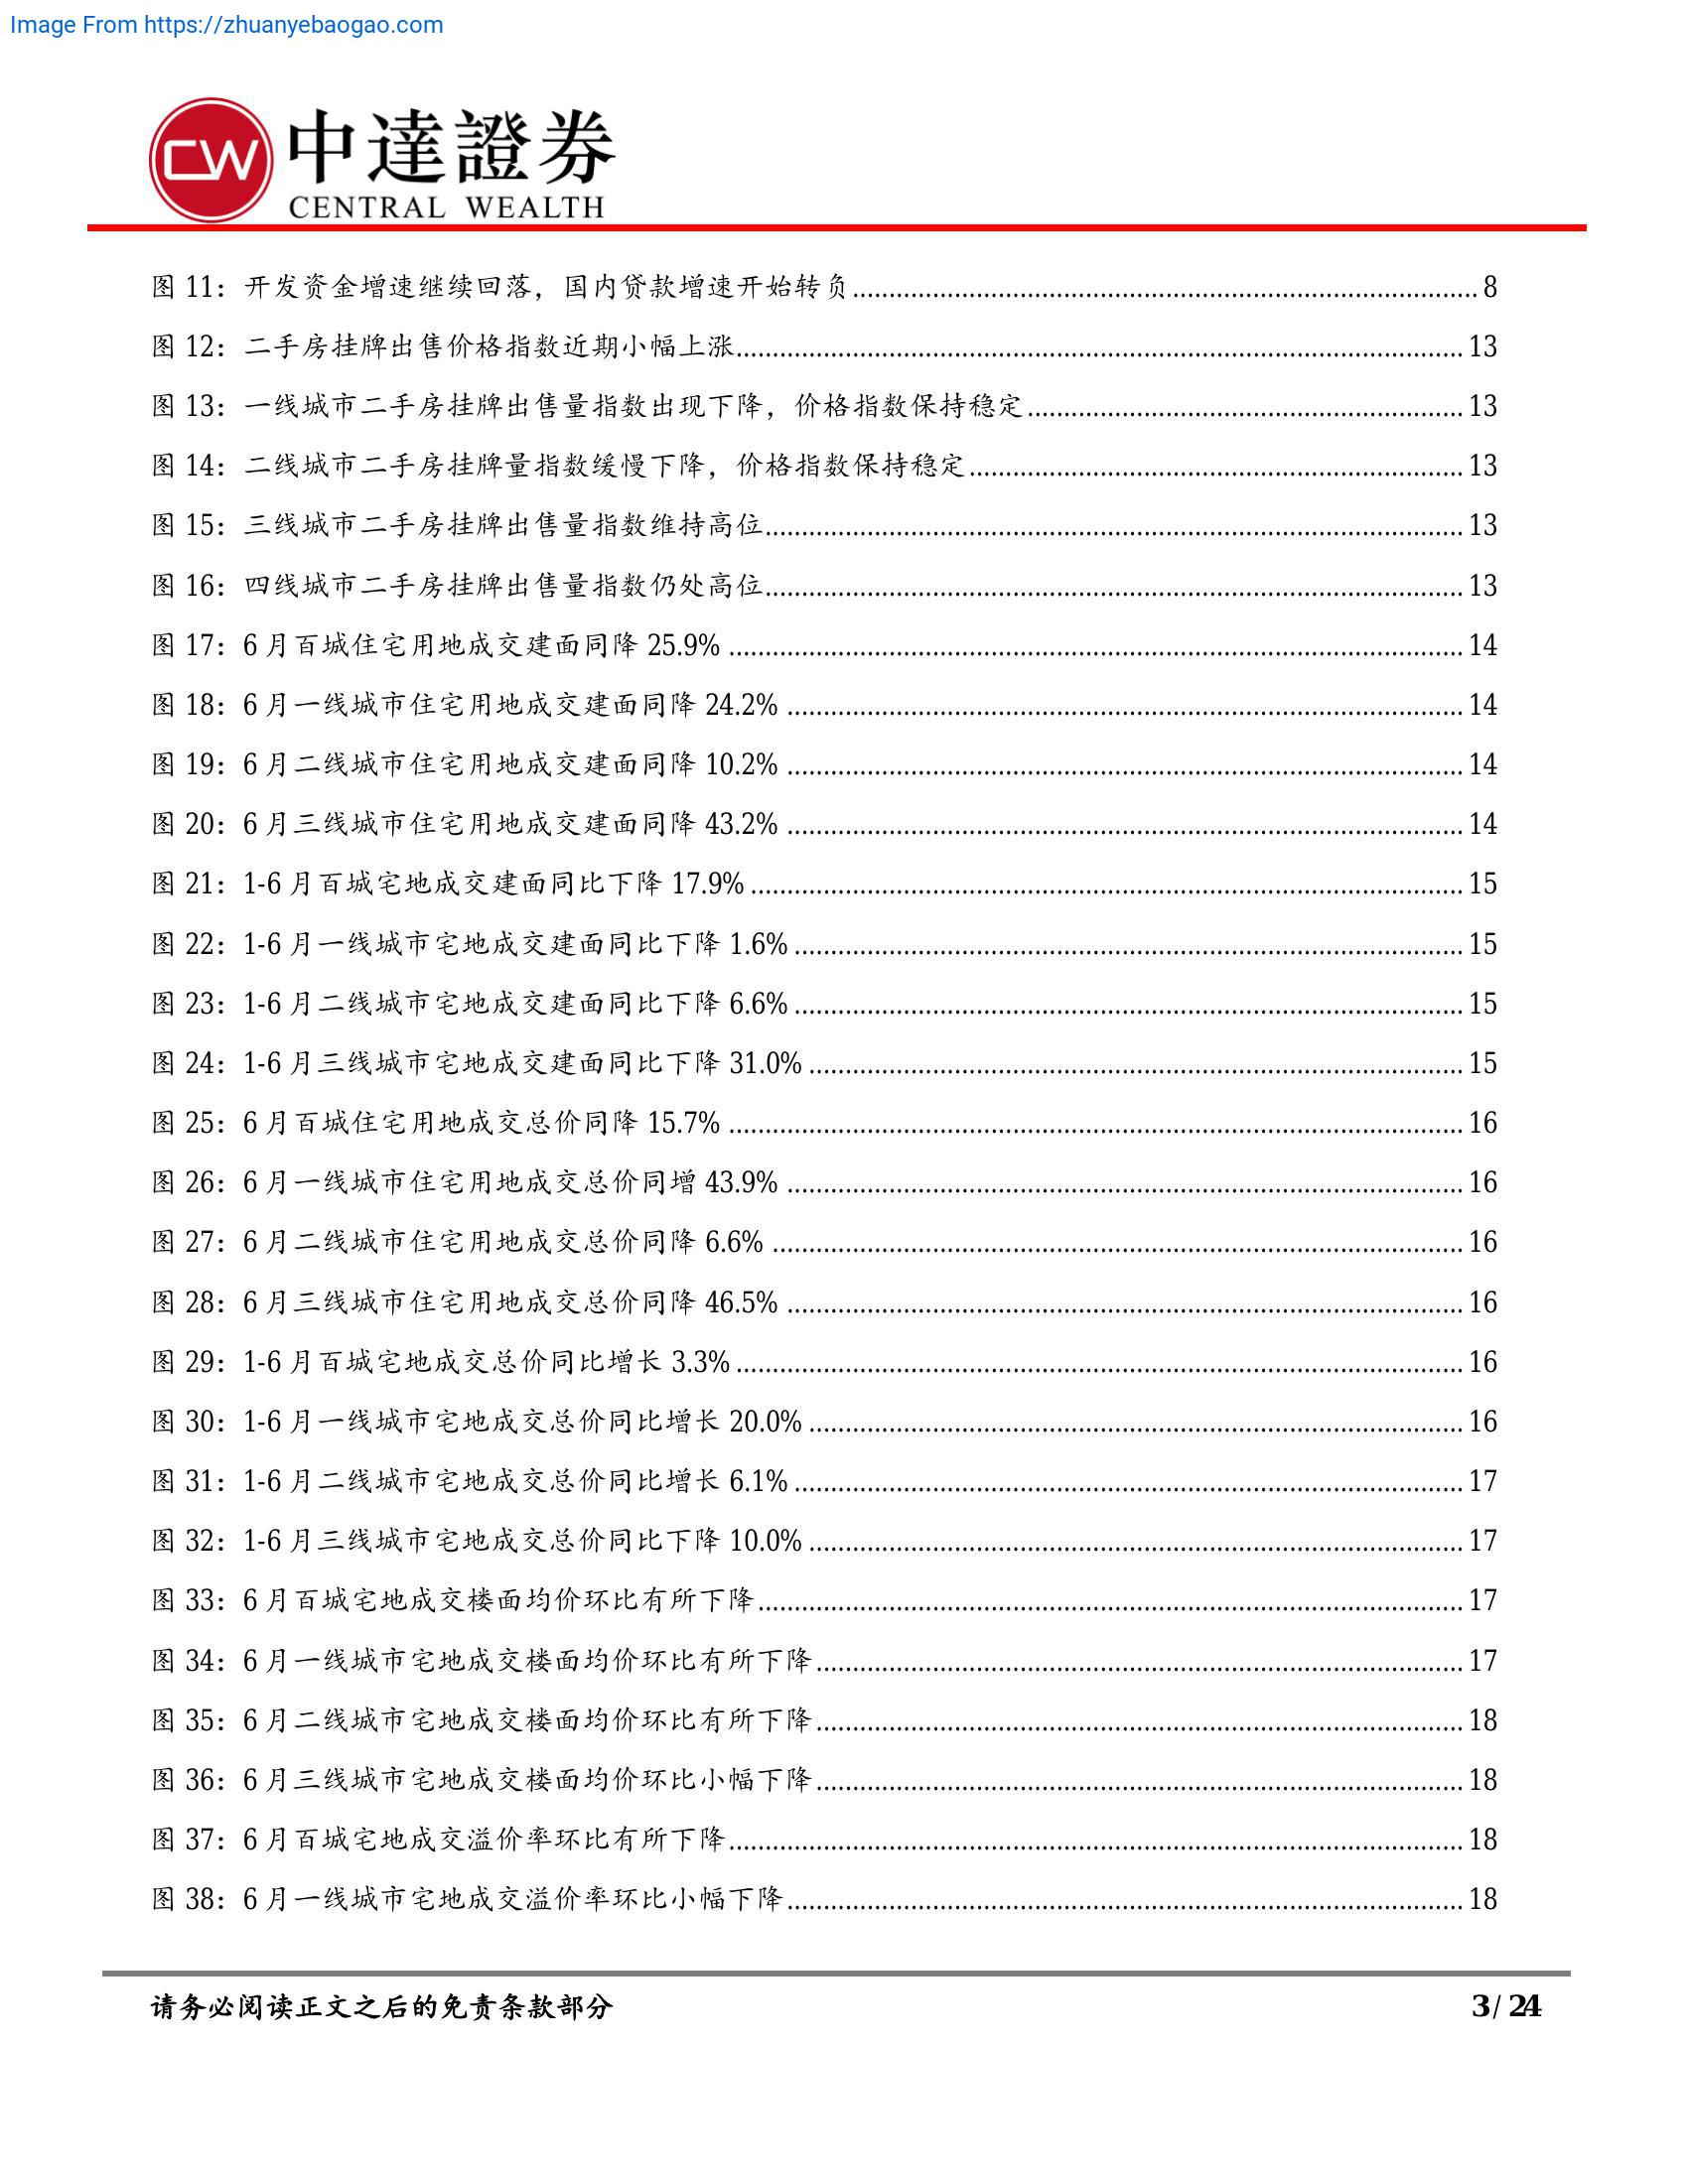 Image From https://zhuanyebaogao.com
CW
中達證券
CENTRAL WEALTH
图 11：开发资金增速继续回落，国内贷款增速开始转负 8
图 12：二手房挂牌出售价格指数近期小幅上涨 13
图 13：一线城市二手房挂牌出售量指数出现下降，价格指数保持稳定 13
图 14：二线城市二手房挂牌量指数缓慢下降，价格指数保持稳定 13
图 15：三线城市二手房挂牌出售量指数维持高位 13
图 16：四线城市二手房挂牌出售量指数仍处高位 13
图 17：6 月百城住宅用地成交建面同降 25.9% 14
图 18：6 月一线城市住宅用地成交建面同降 24.2% 14
图 19：6 月二线城市住宅用地成交建面同降 10.2% 14
图 20：6 月三线城市住宅用地成交建面同降 43.2% 14
图 21：1-6 月百城宅地成交建面同比下降 17.9% 15
图 22：1-6 月一线城市宅地成交建面同比下降 1.6% 15
图 23：1-6 月二线城市宅地成交建面同比下降 6.6% 15
图 24：1-6 月三线城市宅地成交建面同比下降 31.0% 15
图 25：6 月百城住宅用地成交总价同降 15.7% 16
图 26：6 月一线城市住宅用地成交总价同增 43.9% 16
图 27：6 月二线城市住宅用地成交总价同降 6.6% 16
图 28：6 月三线城市住宅用地成交总价同降 46.5% 16
图 29：1-6 月百城宅地成交总价同比增长 3.3% 16
图 30：1-6 月一线城市宅地成交总价同比增长 20.0% 16
图 31：1-6 月二线城市宅地成交总价同比增长 6.1% 17
图 32：1-6 月三线城市宅地成交总价同比下降 10.0% 17
图 33：6 月百城宅地成交楼面均价环比有所下降 17
图 34：6 月一线城市宅地成交楼面均价环比有所下降 17
图 35：6 月二线城市宅地成交楼面均价环比有所下降 18
图 36：6 月三线城市宅地成交楼面均价环比小幅下降 18
图 37：6 月百城宅地成交溢价率环比有所下降 18
图 38：6 月一线城市宅地成交溢价率环比小幅下降 18
请务必阅读正文之后的免责条款部分 3 / 24